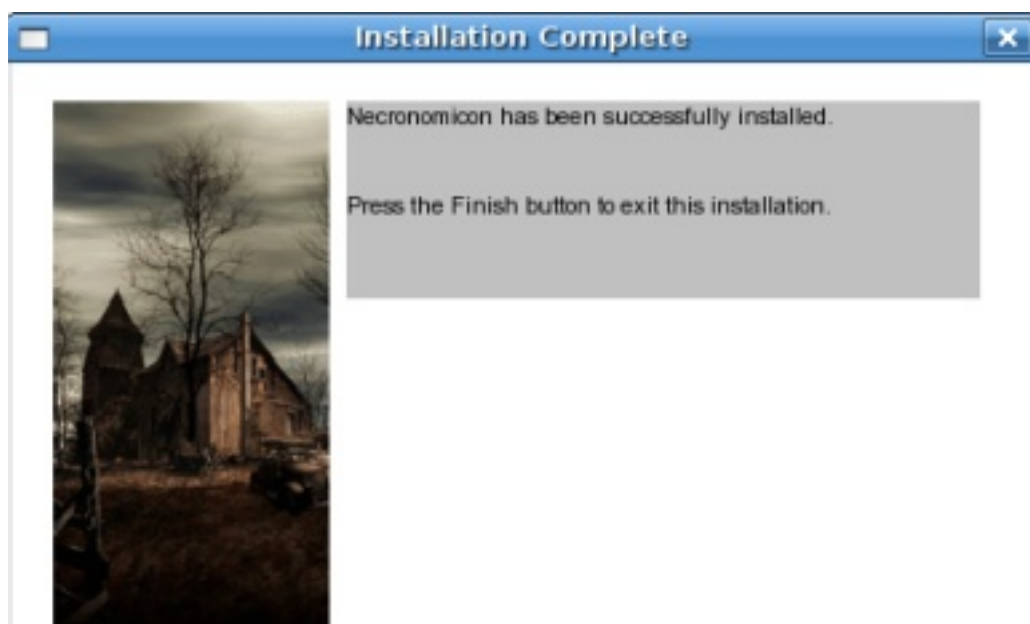 Installation Complete
Necronomicon has been successfully installed.
Press the Finish button to exit this installation.